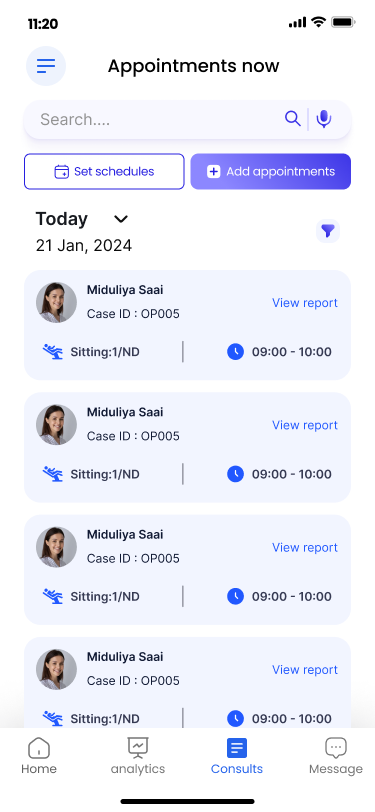 11:20
Appointments now
Search....
Set schedules
Add appointments
Today
21 Jan, 2024
Miduliya Saai
Case ID : OP005
View report
Sitting:1/ND
09:00 - 10:00
Miduliya Saai
Case ID : OP005
View report
Sitting:1/ND
09:00 - 10:00
Miduliya Saai
Case ID : OP005
View report
Sitting:1/ND
09:00 - 10:00
Miduliya Saai
Case ID : OP005
View report
Sitting:1/ND
09:00 - 10:00
Home
analytics
Consults
Message